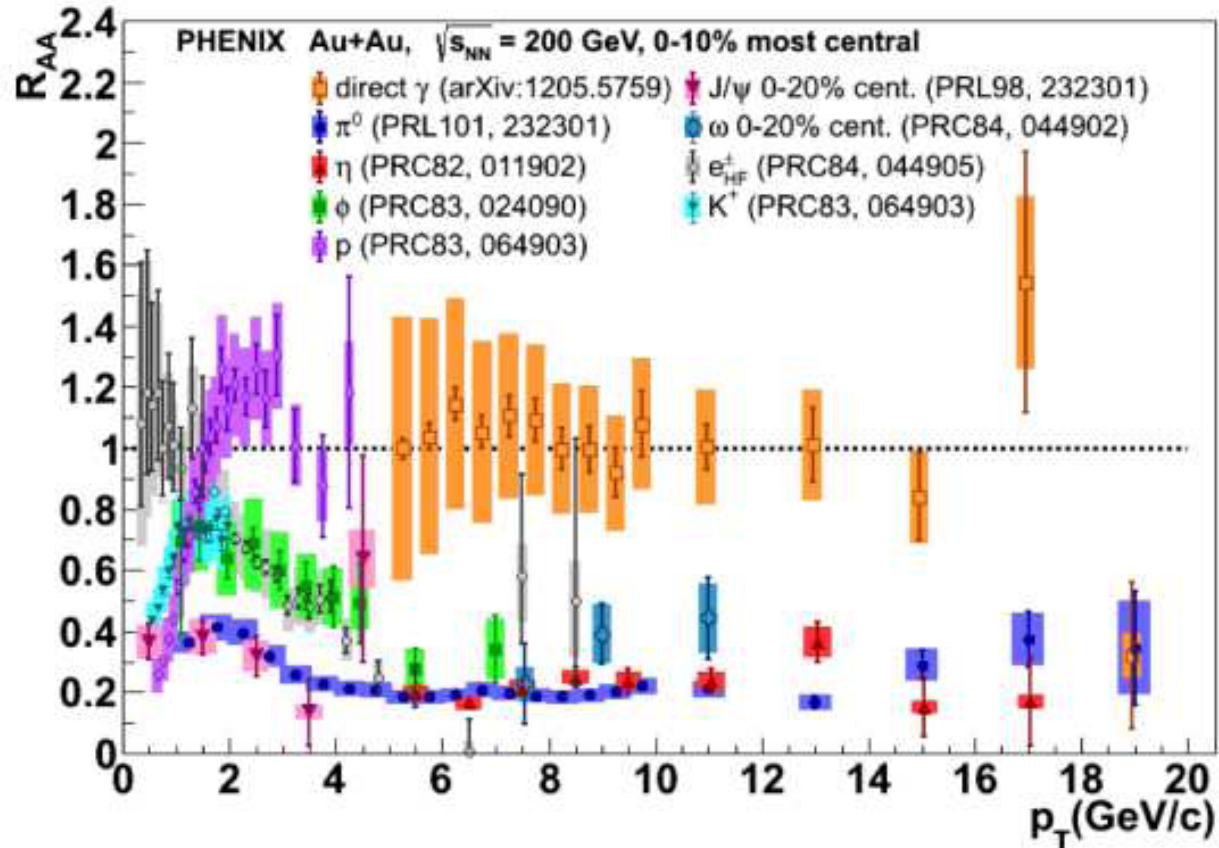 PHENIX Au+Au, √s_NN = 200 GeV, 0-10% most central
direct γ (arXiv:1205.5759)
π⁰ (PRL101, 232301)
η (PRC82, 011902)
ϕ (PRC83, 024090)
p (PRC83, 064903)
J/ψ 0-20% cent. (PRL98, 232301)
ω 0-20% cent. (PRC84, 044902)
e±HF (PRC84, 044905)
K⁺ (PRC83, 064903)
R_AA
2.4
2.2
2
1.8
1.6
1.4
1.2
1
0.8
0.6
0.4
0.2
0
0 2 4 6 8 10 12 14 16 18 20
p_T(GeV/c)